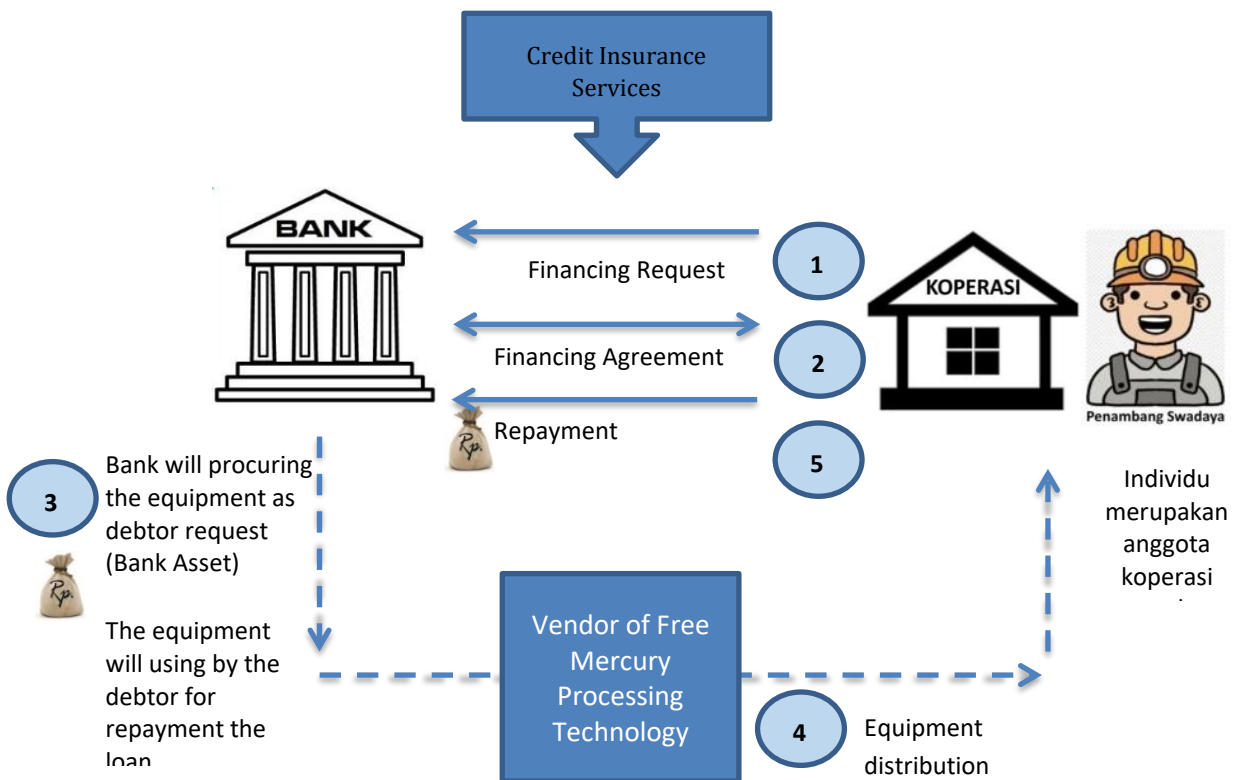 Credit Insurance
Services
BANK
Financing Request
1
KOPERASI
Penambang Swadaya
Financing Agreement
2
Rp.
Repayment
5
3
Bank will procuring
the equipment as
debtor request
(Bank Asset)
Rp.
The equipment
will using by the
debtor for
repayment the
loan
Individu
merupakan
anggota
koperasi
Vendor of Free
Mercury
Processing
Technology
4
Equipment
distribution